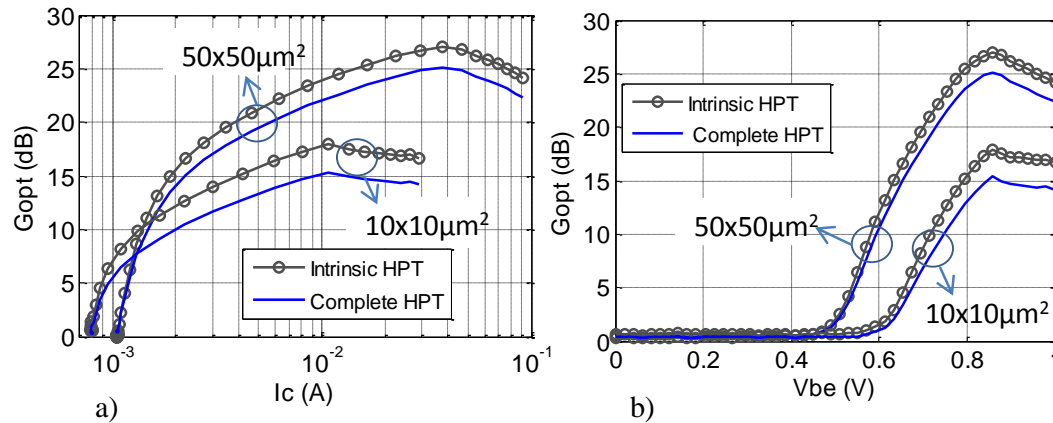 30
25
20
15
10
5
0
Gopt (dB)
50x50µm²
10x10µm²
Intrinsic HPT
Complete HPT
10⁻³
10⁻²
10⁻¹
Ic (A)
a)
30
25
20
15
10
5
0
Gopt (dB)
Intrinsic HPT
Complete HPT
50x50µm²
10x10µm²
0
0.2
0.4
0.6
0.8
1
Vbe (V)
b)